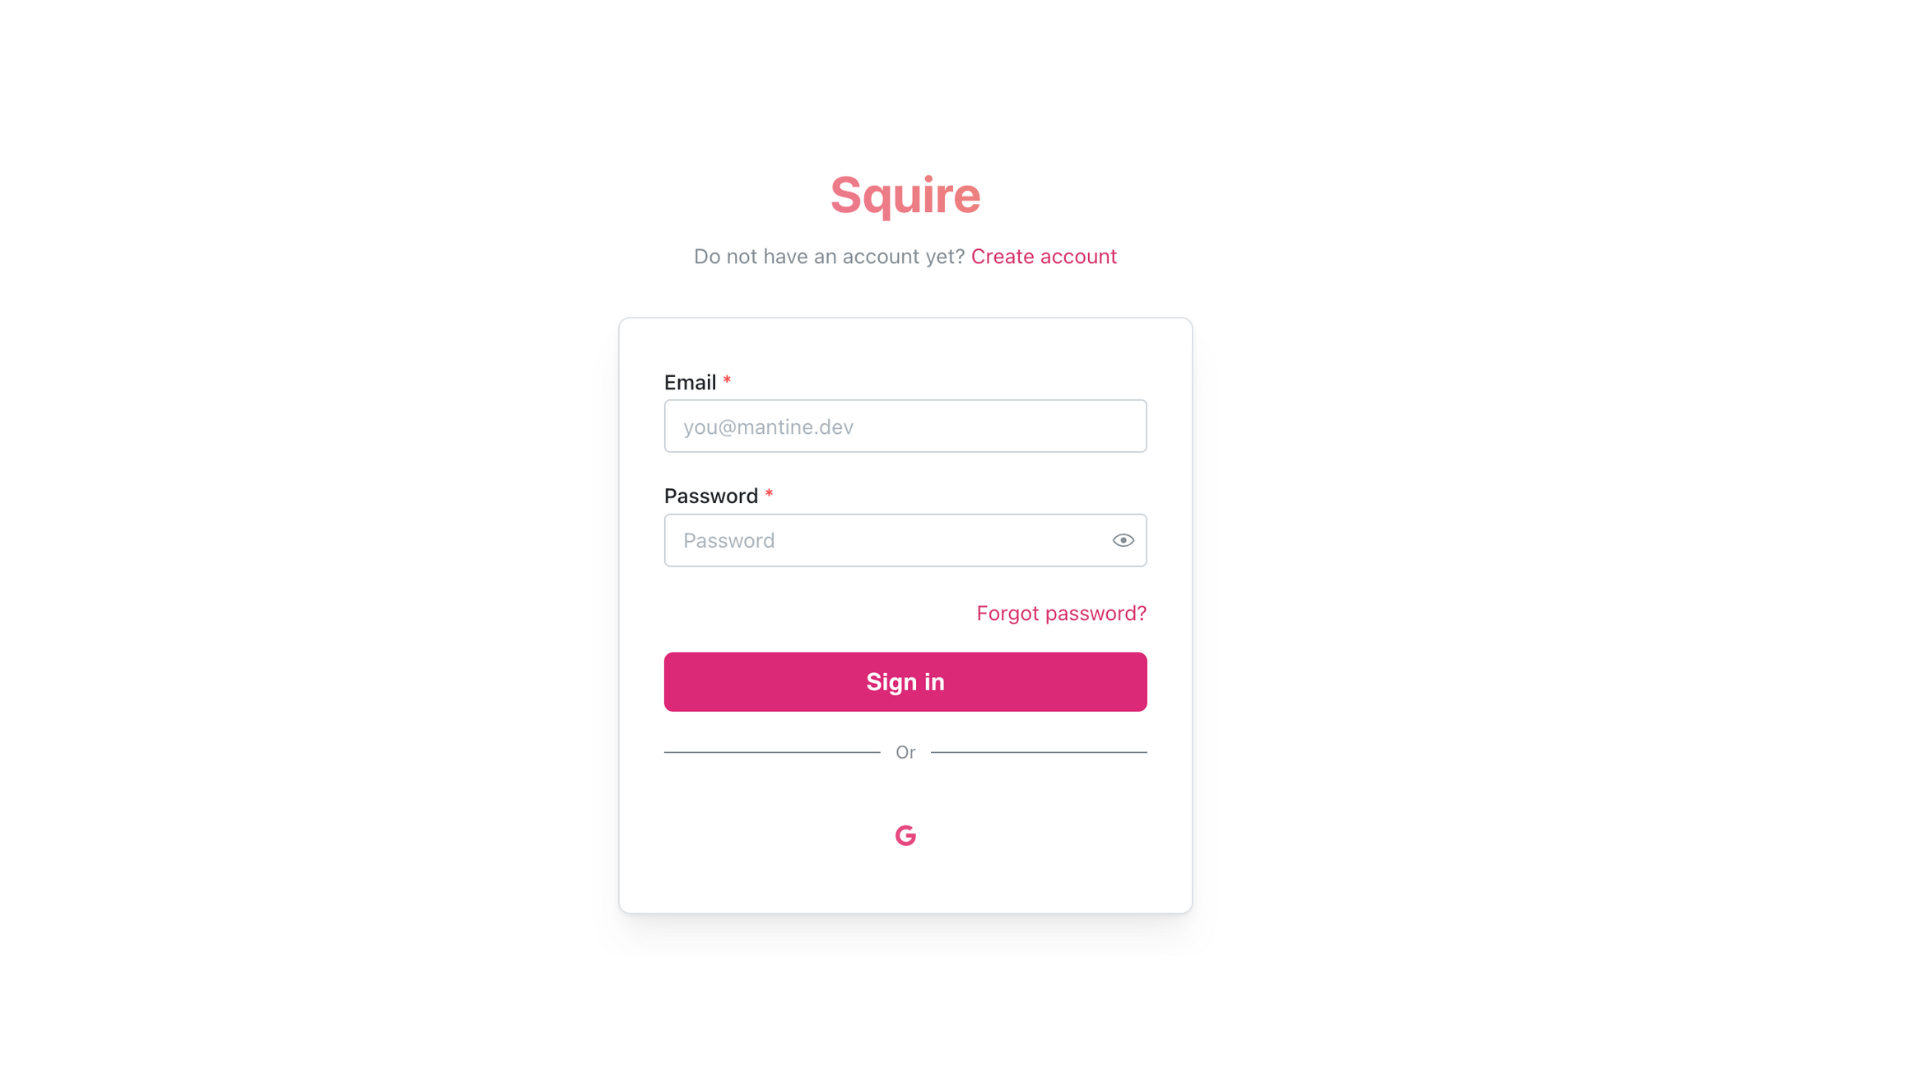 Squire
Do not have an account yet? Create account
Email *
you@mantine.dev
Password *
Password
Forgot password?
Sign in
Or
G